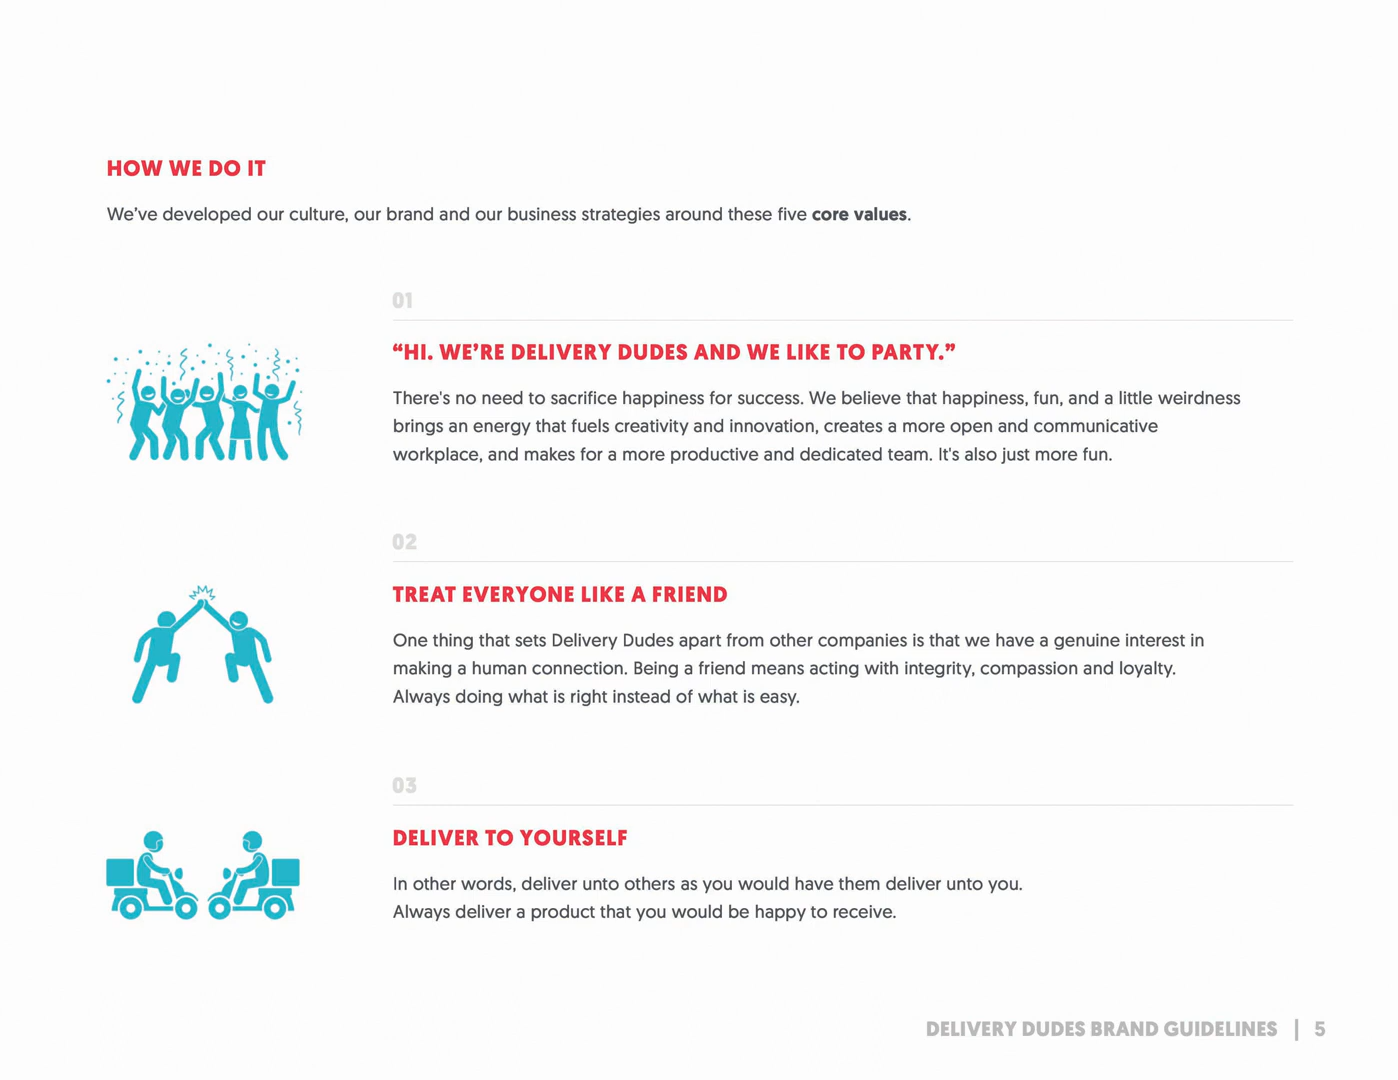 HOW WE DO IT
We’ve developed our culture, our brand and our business strategies around these five core values.
01
“HI. WE’RE DELIVERY DUDES AND WE LIKE TO PARTY.”
There's no need to sacrifice happiness for success. We believe that happiness, fun, and a little weirdness
brings an energy that fuels creativity and innovation, creates a more open and communicative
workplace, and makes for a more productive and dedicated team. It's also just more fun.
02
TREAT EVERYONE LIKE A FRIEND
One thing that sets Delivery Dudes apart from other companies is that we have a genuine interest in
making a human connection. Being a friend means acting with integrity, compassion and loyalty.
Always doing what is right instead of what is easy.
03
DELIVER TO YOURSELF
In other words, deliver unto others as you would have them deliver unto you.
Always deliver a product that you would be happy to receive.
DELIVERY DUDES BRAND GUIDELINES | 5